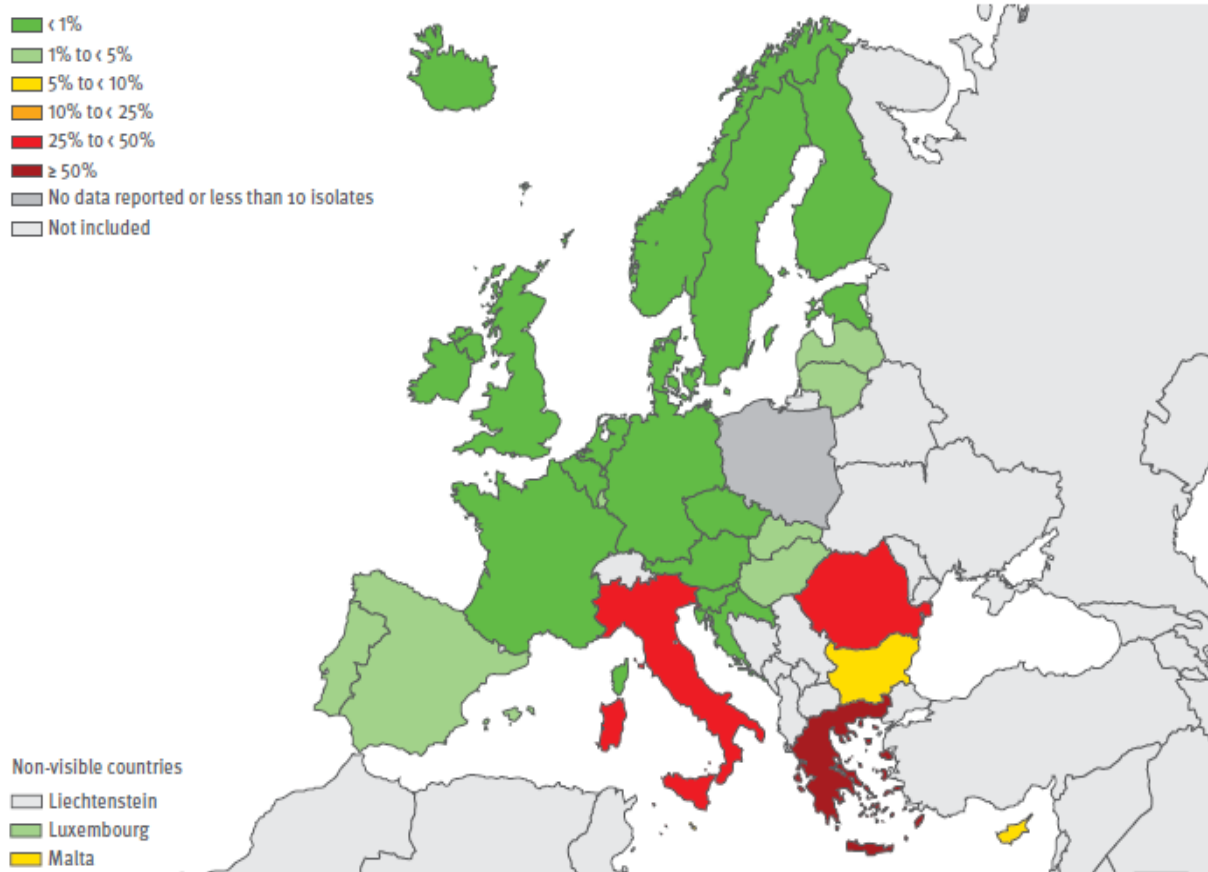 < 1%
1% to < 5%
5% to < 10%
10% to < 25%
25% to < 50%
≥ 50%
No data reported or less than 10 isolates
Not included
Non-visible countries
Liechtenstein
Luxembourg
Malta